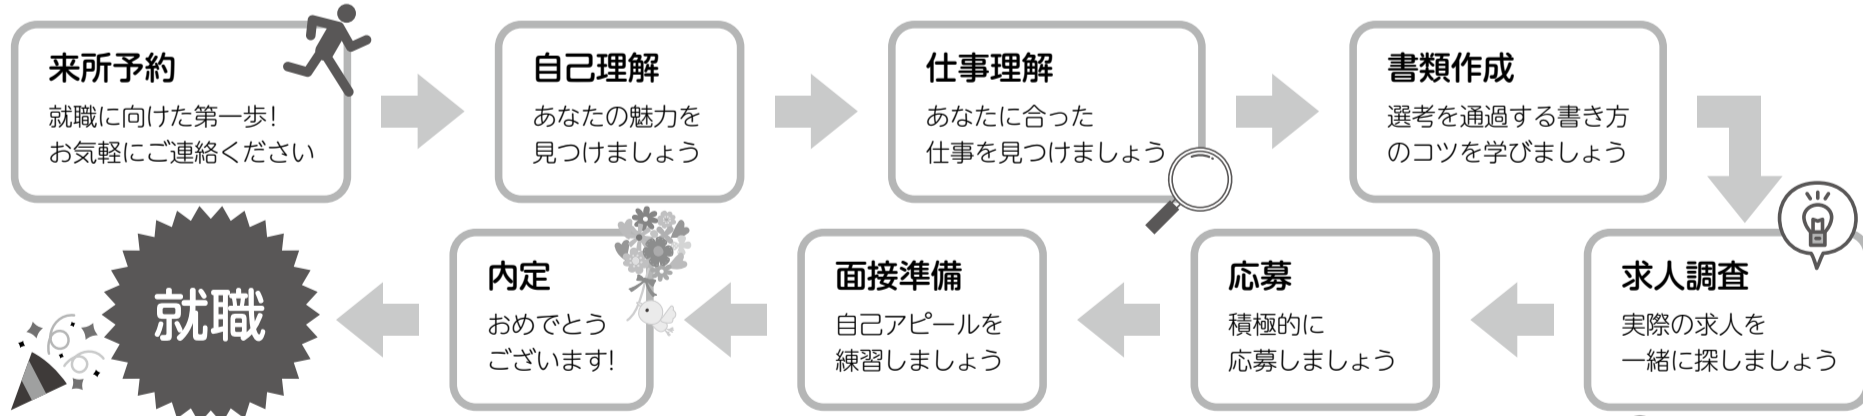 来所予約
就職に向けた第一歩!
お気軽にご連絡ください
自己理解
あなたの魅力を
見つけましょう
仕事理解
あなたに合った
仕事を見つけましょう
書類作成
選考を通過する書き方
のコツを学びましょう
求人調査
実際の求人を
一緒に探しましょう
応募
積極的に
応募しましょう
面接準備
自己アピールを
練習しましょう
内定
おめでとう
ございます!
就職